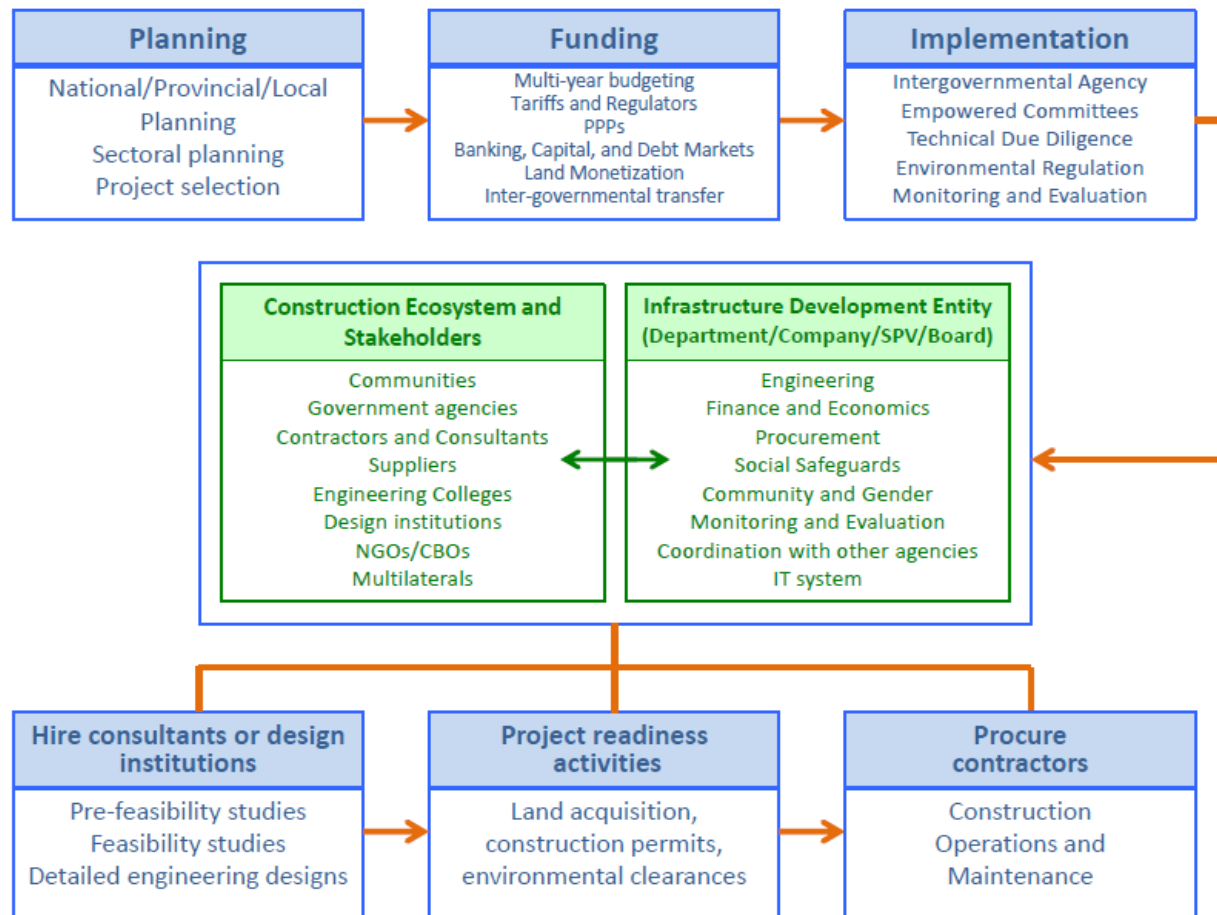 Planning
National/Provincial/Local
Planning
Sectoral planning
Project selection
Funding
Multi-year budgeting
Tariffs and Regulators
PPPs
Banking, Capital, and Debt Markets
Land Monetization
Inter-governmental transfer
Implementation
Intergovernmental Agency
Empowered Committees
Technical Due Diligence
Environmental Regulation
Monitoring and Evaluation
Construction Ecosystem and
Stakeholders
Communities
Government agencies
Contractors and Consultants
Suppliers
Engineering Colleges
Design institutions
NGOs/CBOs
Multilaterals
Infrastructure Development Entity
(Department/Company/SPV/Board)
Engineering
Finance and Economics
Procurement
Social Safeguards
Community and Gender
Monitoring and Evaluation
Coordination with other agencies
IT system
Hire consultants or design
institutions
Pre-feasibility studies
Feasibility studies
Detailed engineering designs
Project readiness
activities
Land acquisition,
construction permits,
environmental clearances
Procure
contractors
Construction
Operations and
Maintenance